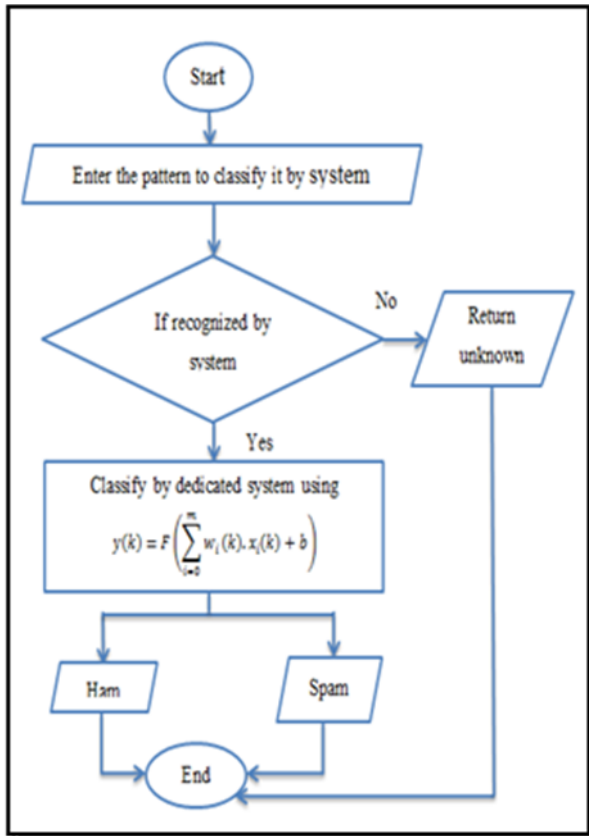 Start
Enter the pattern to classify it by system
If recognized by
system
No
Return
unknown
Yes
Classify by dedicated system using
y(k) = F(∑_{i=0}^{m} w_i(k).x_i(k) + b)
Ham
Spam
End